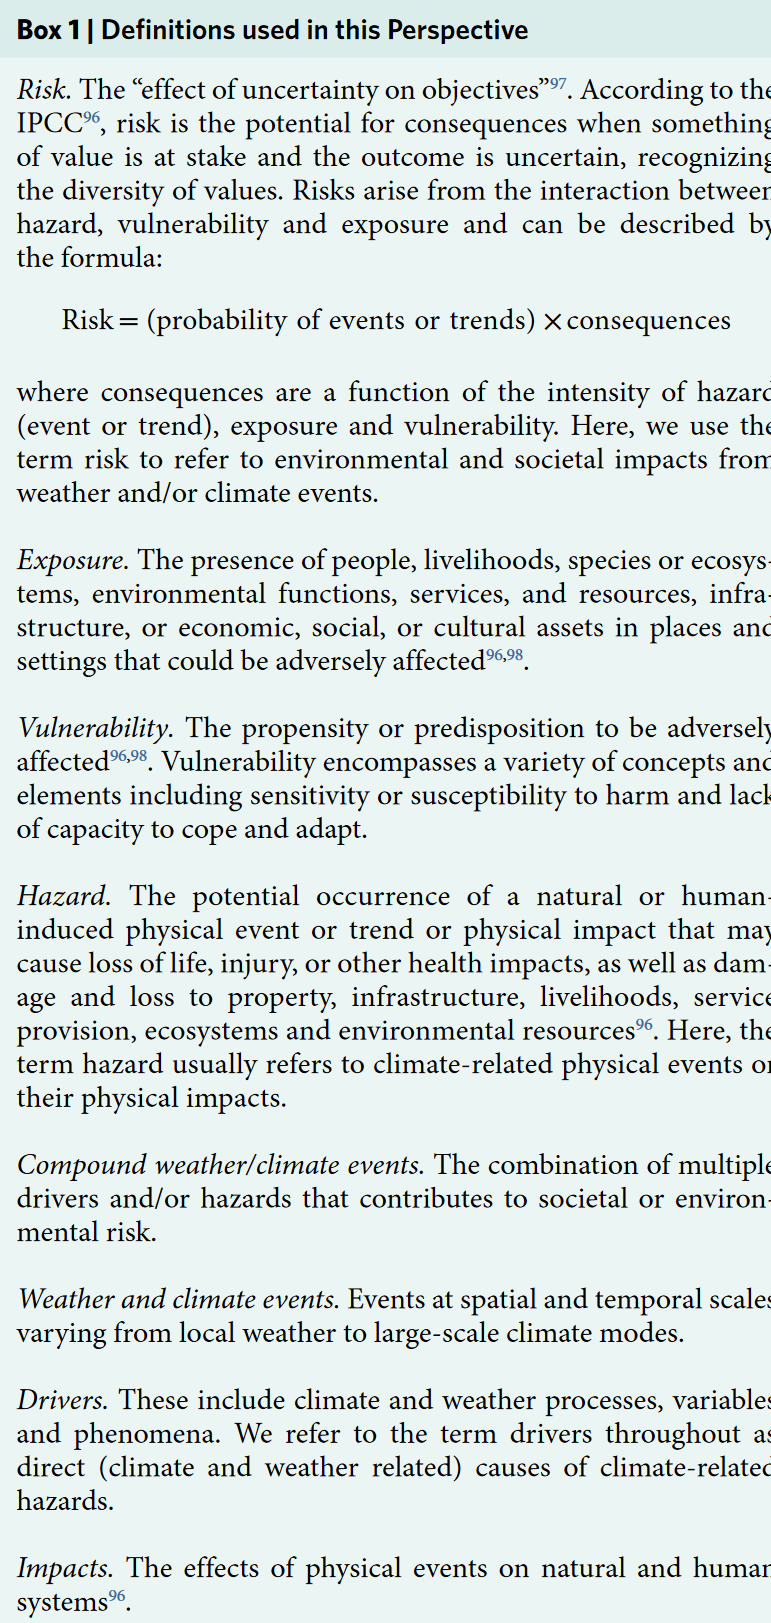 Box 1 | Definitions used in this Perspective
Risk. The “effect of uncertainty on objectives”97. According to the
IPCC96, risk is the potential for consequences when something
of value is at stake and the outcome is uncertain, recognizing
the diversity of values. Risks arise from the interaction between
hazard, vulnerability and exposure and can be described by
the formula:
Risk = (probability of events or trends) × consequences
where consequences are a function of the intensity of hazard
(event or trend), exposure and vulnerability. Here, we use the
term risk to refer to environmental and societal impacts from
weather and/or climate events.
Exposure. The presence of people, livelihoods, species or ecosys-
tems, environmental functions, services, and resources, infra-
structure, or economic, social, or cultural assets in places and
settings that could be adversely affected96,98.
Vulnerability. The propensity or predisposition to be adversely
affected96,98. Vulnerability encompasses a variety of concepts and
elements including sensitivity or susceptibility to harm and lack
of capacity to cope and adapt.
Hazard. The potential occurrence of a natural or human-
induced physical event or trend or physical impact that may
cause loss of life, injury, or other health impacts, as well as dam-
age and loss to property, infrastructure, livelihoods, service
provision, ecosystems and environmental resources96. Here, the
term hazard usually refers to climate-related physical events or
their physical impacts.
Compound weather/climate events. The combination of multiple
drivers and/or hazards that contributes to societal or environ-
mental risk.
Weather and climate events. Events at spatial and temporal scales
varying from local weather to large-scale climate modes.
Drivers. These include climate and weather processes, variables
and phenomena. We refer to the term drivers throughout as
direct (climate and weather related) causes of climate-related
hazards.
Impacts. The effects of physical events on natural and human
systems96.